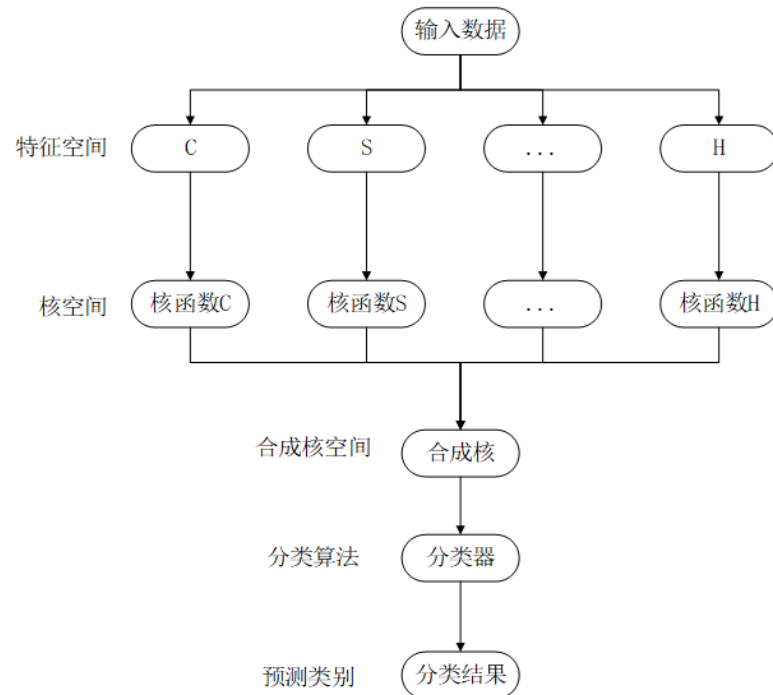 输入数据
特征空间 C S ... H
核空间 核函数C 核函数S ... 核函数H
合成核空间 合成核
分类算法 分类器
预测类别 分类结果